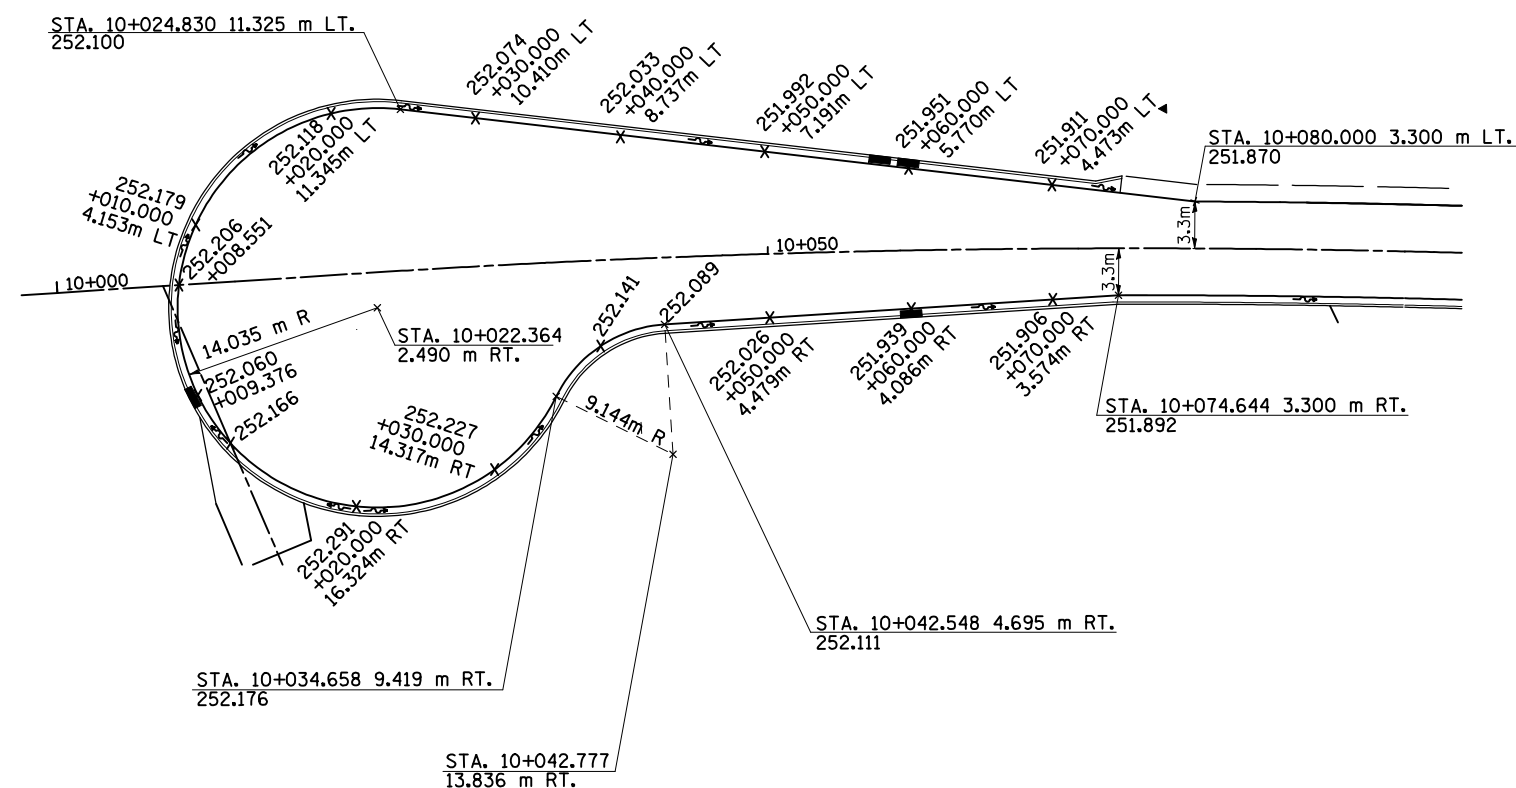 STA. 10+024.830 11.325 m LT.
252.100
252.074
+030.000
10.410m LT
252.033
+040.000
8.737m LT
251.992
+050.000
7.191m LT
251.951
+060.000
5.770m LT
251.911
+070.000
4.473m LT
STA. 10+080.000 3.300 m LT.
251.870
252.118
+020.000
11.345m LT
252.179
+010.000
4.153m LT
252.206
+008.551
10+000
10+050
3.3m
3.3m
14.035 m R
STA. 10+022.364
2.490 m RT.
252.141
252.089
252.060
+009.376
252.166
252.227
+030.000
14.317m RT
9.144m R
252.026
+050.000
4.479m RT
251.939
+060.000
4.086m RT
251.906
+070.000
3.574m RT
STA. 10+074.644 3.300 m RT.
251.892
252.291
+020.000
16.324m RT
STA. 10+042.548 4.695 m RT.
252.111
STA. 10+034.658 9.419 m RT.
252.176
STA. 10+042.777
13.836 m RT.